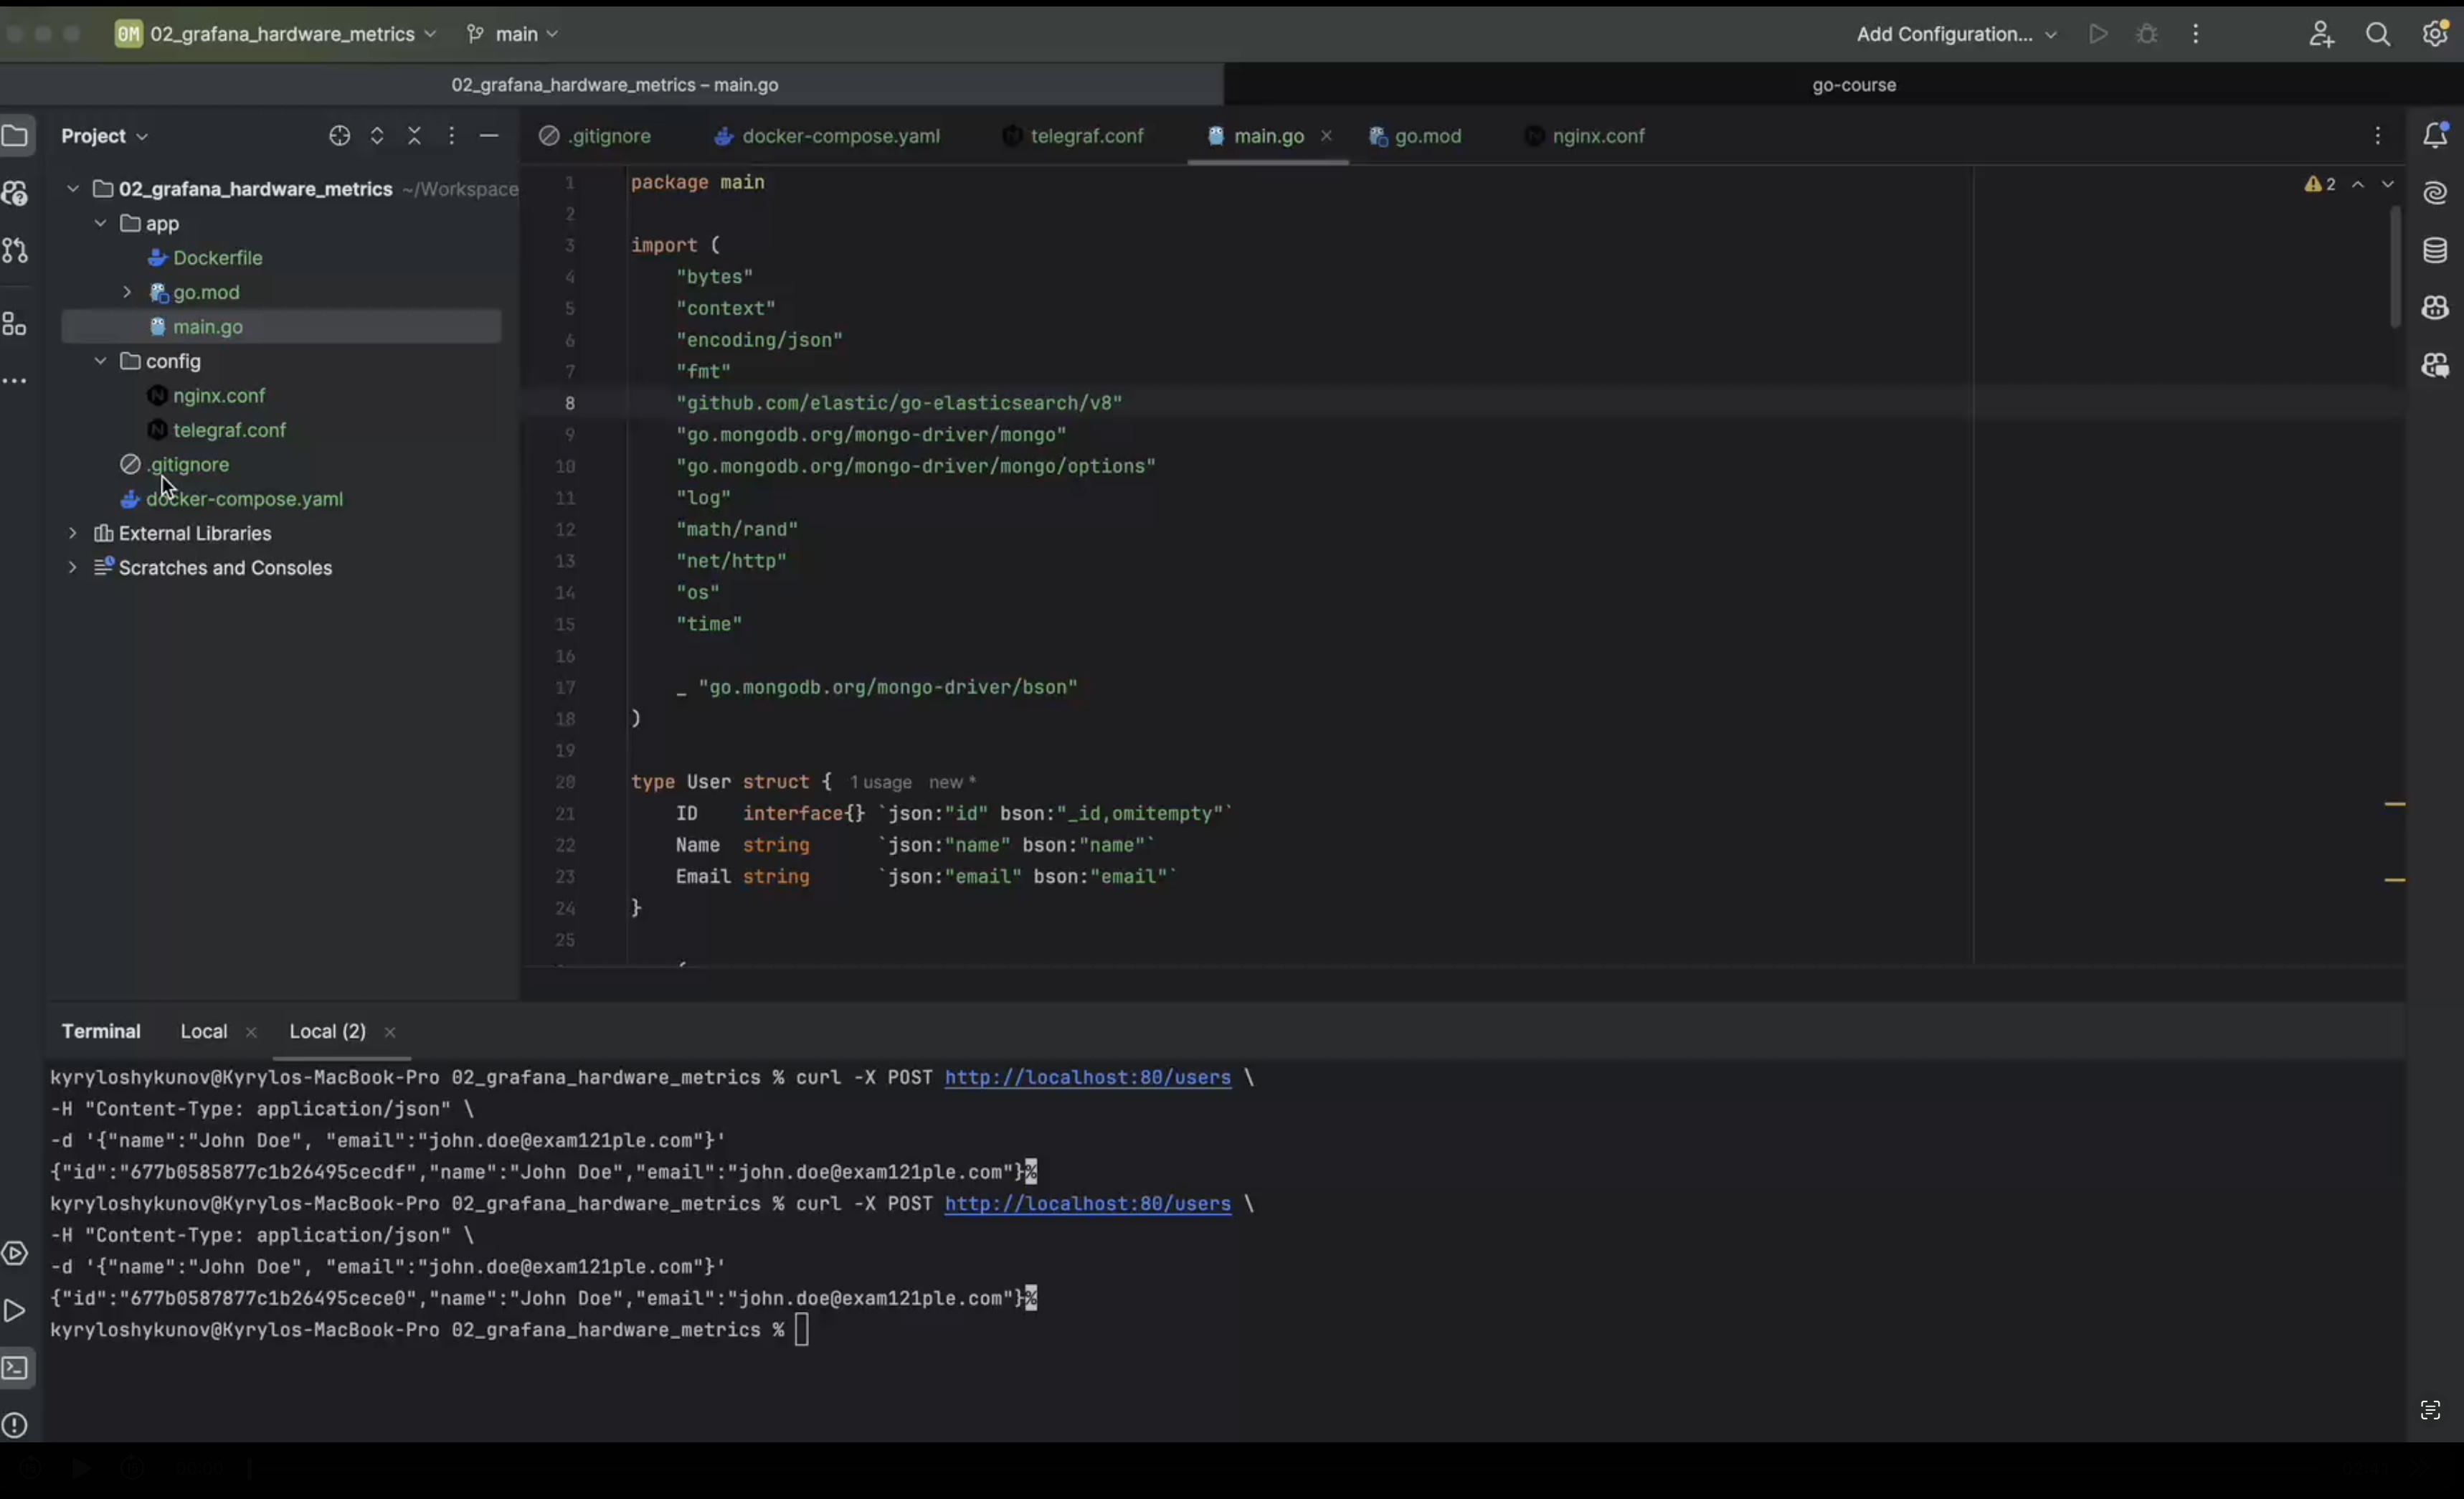 0M 02_grafana_hardware_metrics main Add Configuration...
02_grafana_hardware_metrics – main.go go-course
Project
02_grafana_hardware_metrics ~/Workspace
app
Dockerfile
go.mod
main.go
config
nginx.conf
telegraf.conf
.gitignore
docker-compose.yaml
External Libraries
Scratches and Consoles
.gitignore docker-compose.yaml telegraf.conf main.go go.mod nginx.conf
2
1 package main
2
3 import (
4 "bytes"
5 "context"
6 "encoding/json"
7 "fmt"
8 "github.com/elastic/go-elasticsearch/v8"
9 "go.mongodb.org/mongo-driver/mongo"
10 "go.mongodb.org/mongo-driver/mongo/options"
11 "log"
12 "math/rand"
13 "net/http"
14 "os"
15 "time"
16
17 _ "go.mongodb.org/mongo-driver/bson"
18 )
19
20 type User struct { 1 usage new *
21 ID interface{} `json:"id" bson:"_id,omitempty"`
22 Name string `json:"name" bson:"name"`
23 Email string `json:"email" bson:"email"`
24 }
25
Terminal Local Local (2)
kyryloshykunov@Kyrylos-MacBook-Pro 02_grafana_hardware_metrics % curl -X POST http://localhost:80/users \
-H "Content-Type: application/json" \
-d '{"name":"John Doe", "email":"john.doe@exam121ple.com"}'
{"id":"677b0585877c1b26495cecdf","name":"John Doe","email":"john.doe@exam121ple.com"}%
kyryloshykunov@Kyrylos-MacBook-Pro 02_grafana_hardware_metrics % curl -X POST http://localhost:80/users \
-H "Content-Type: application/json" \
-d '{"name":"John Doe", "email":"john.doe@exam121ple.com"}'
{"id":"677b0587877c1b26495cece0","name":"John Doe","email":"john.doe@exam121ple.com"}%
kyryloshykunov@Kyrylos-MacBook-Pro 02_grafana_hardware_metrics %